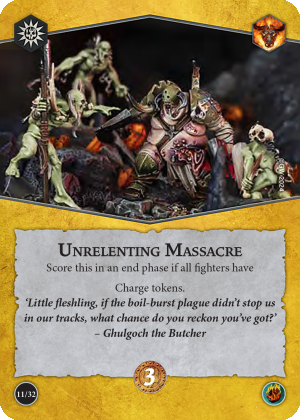 UNRELENTING MASSACRE
Score this in an end phase if all fighters have
Charge tokens.
‘Little fleshling, if the boil-burst plague didn’t stop us
in our tracks, what chance do you reckon you’ve got?’
– Ghulgoch the Butcher
3
11/32